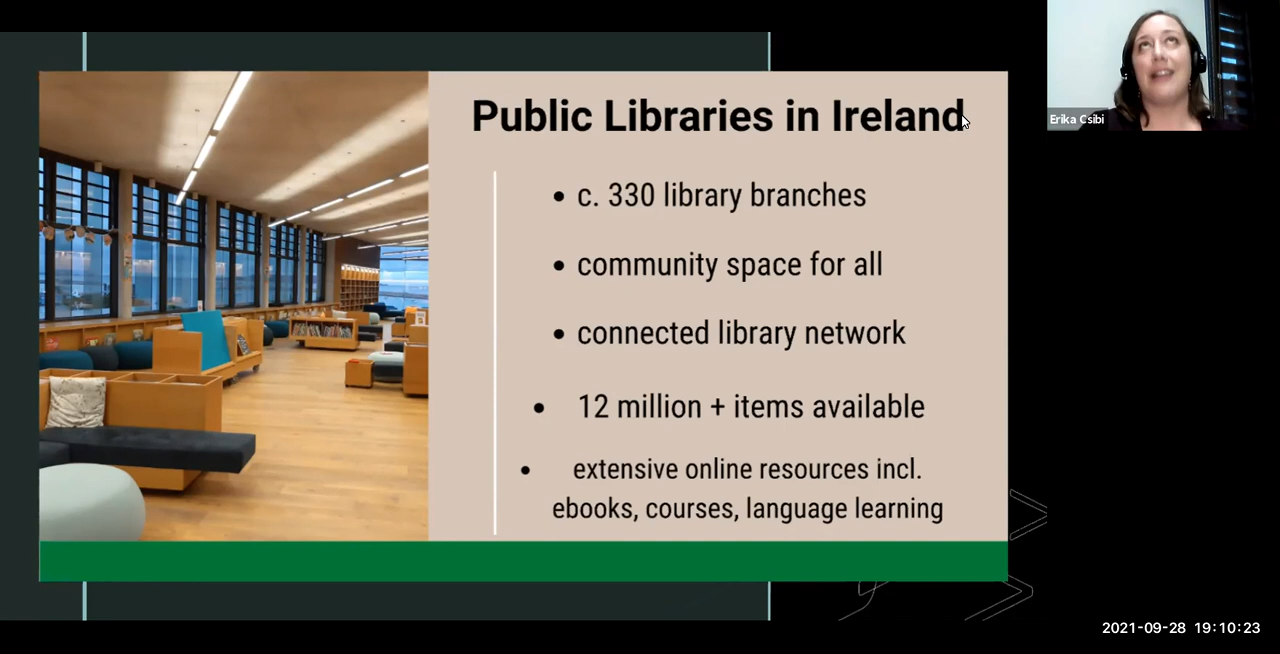 Public Libraries in Ireland
• c. 330 library branches
• community space for all
• connected library network
• 12 million + items available
• extensive online resources incl.
ebooks, courses, language learning
Erika Csibi
2021-09-28 19:10:23